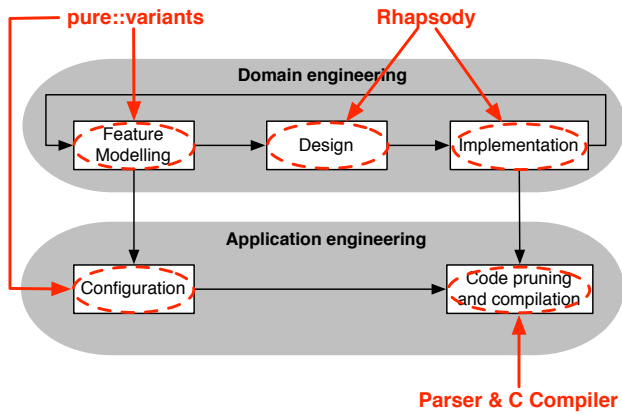 pure::variants
Rhapsody
Domain engineering
Feature
Modelling
Design
Implementation
Application engineering
Configuration
Code pruning
and compilation
Parser & C Compiler